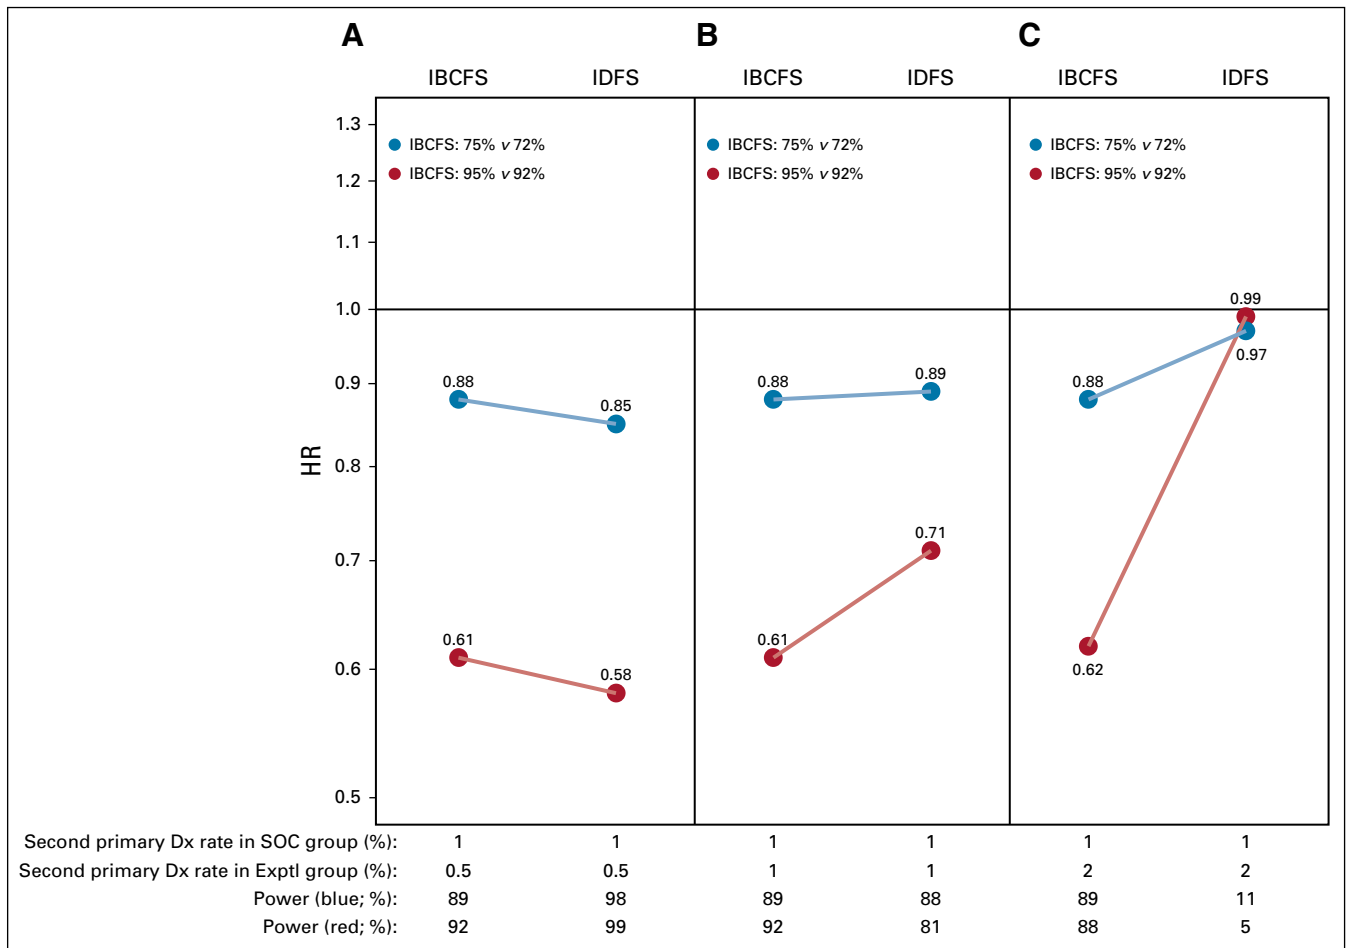 A B C
IBCFS IDFS IBCFS IDFS IBCFS IDFS
1.3
IBCFS: 75% v 72% IBCFS: 75% v 72% IBCFS: 75% v 72%
IBCFS: 95% v 92% IBCFS: 95% v 92% IBCFS: 95% v 92%
1.2
1.1
1.0
0.99
0.97
0.9
0.88 0.85 0.88 0.89 0.88
HR
0.8
0.7
0.71
0.61 0.58 0.61 0.62
0.6
0.5
Second primary Dx rate in SOC group (%): 1 1 1 1 1 1
Second primary Dx rate in Exptl group (%): 0.5 0.5 1 1 2 2
Power (blue; %): 89 98 89 88 89 11
Power (red; %): 92 99 92 81 88 5